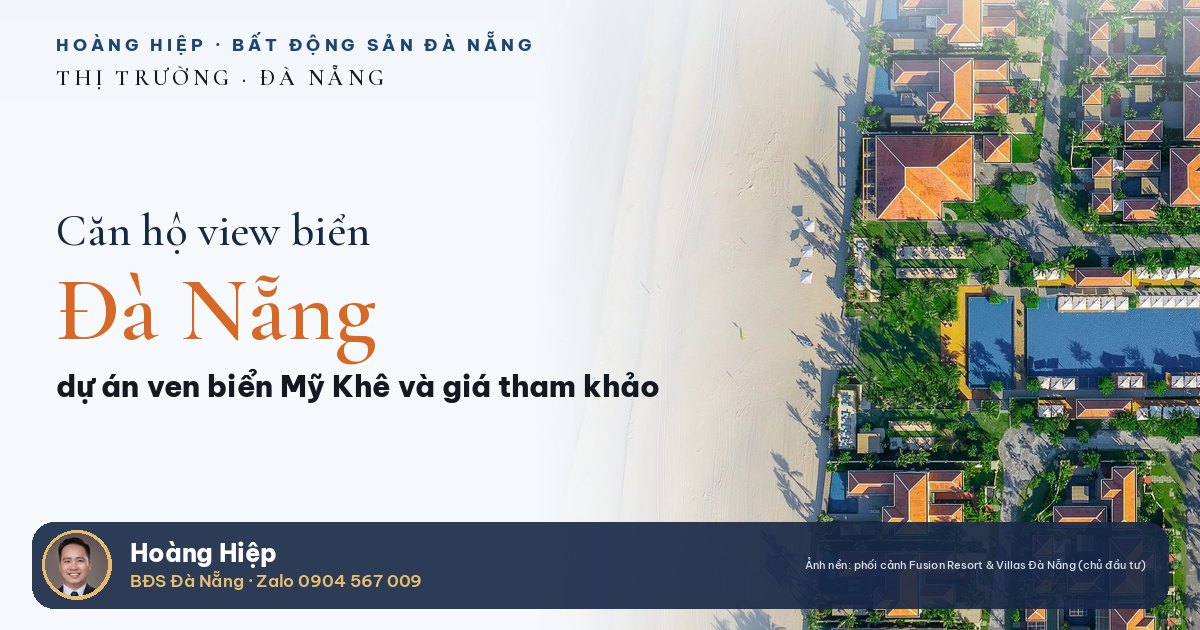 HOÀNG HIỆP · BẤT ĐỘNG SẢN ĐÀ NẴNG
THỊ TRƯỜNG · ĐÀ NẴNG
Căn hộ view biển
Đà Nẵng
dự án ven biển Mỹ Khê và giá tham khảo
Hoàng Hiệp
BĐS Đà Nẵng · Zalo 0904 567 009
Ảnh nền: phối cảnh Fusion Resort & Villas Đà Nẵng (chủ đầu tư)